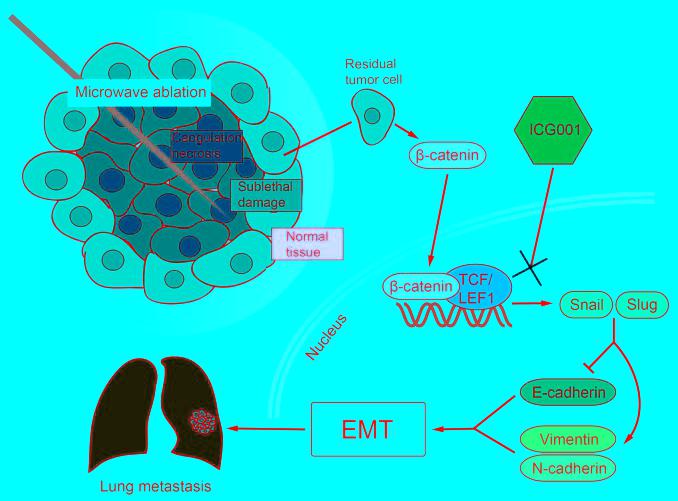 Microwave ablation
Coagulation
necrosis
Sublethal
damage
Normal
tissue
Residual
tumor cell
β-catenin
ICG001
β-catenin
TCF/
LEF1
Snail
Slug
Nucleus
E-cadherin
Vimentin
N-cadherin
EMT
Lung metastasis